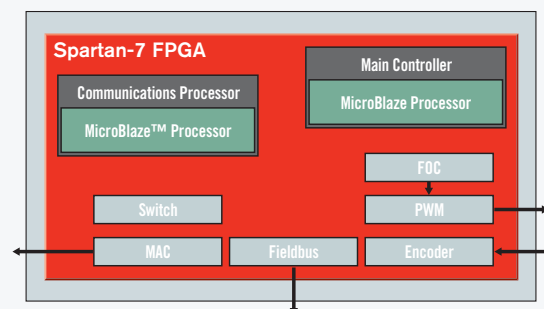 Spartan-7 FPGA
Communications Processor
MicroBlaze™ Processor
Main Controller
MicroBlaze Processor
FOC
Switch
PWM
MAC
Fieldbus
Encoder